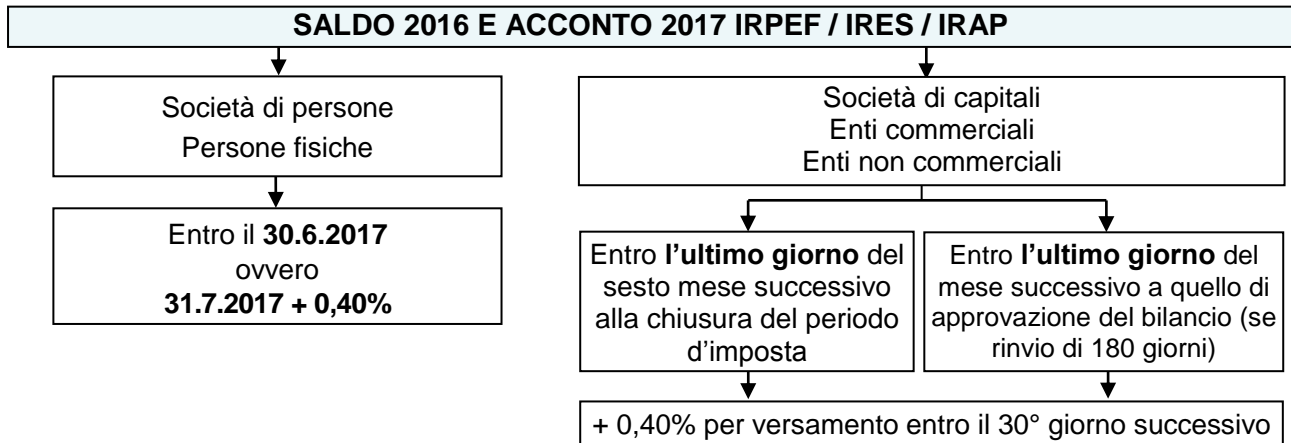 SALDO 2016 E ACCONTO 2017 IRPEF / IRES / IRAP
Società di persone
Persone fisiche
Entro il 30.6.2017
ovvero
31.7.2017 + 0,40%
Società di capitali
Enti commerciali
Enti non commerciali
Entro l’ultimo giorno del
sesto mese successivo
alla chiusura del periodo
d’imposta
Entro l’ultimo giorno del
mese successivo a quello di
approvazione del bilancio (se
rinvio di 180 giorni)
+ 0,40% per versamento entro il 30° giorno successivo